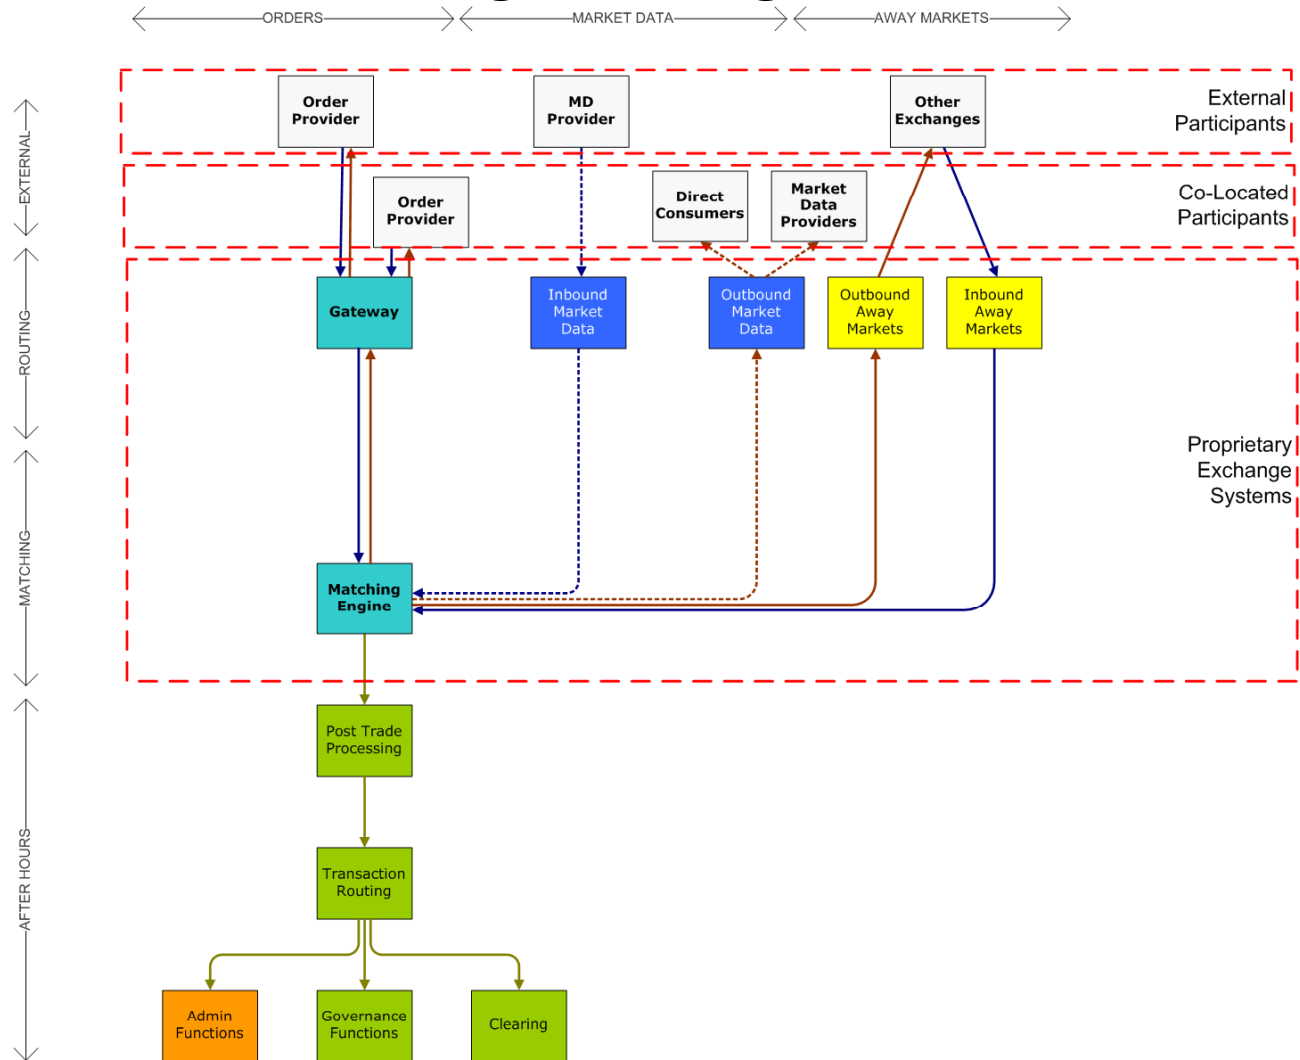 ORDERS
MARKET DATA
AWAY MARKETS
EXTERNAL
ROUTING
MATCHING
AFTER HOURS
Order
Provider
MD
Provider
Other
Exchanges
External
Participants
Order
Provider
Direct
Consumers
Market
Data
Providers
Co-Located
Participants
Gateway
Inbound
Market
Data
Outbound
Market
Data
Outbound
Away
Markets
Inbound
Away
Markets
Proprietary
Exchange
Systems
Matching
Engine
Post Trade
Processing
Transaction
Routing
Admin
Functions
Governance
Functions
Clearing